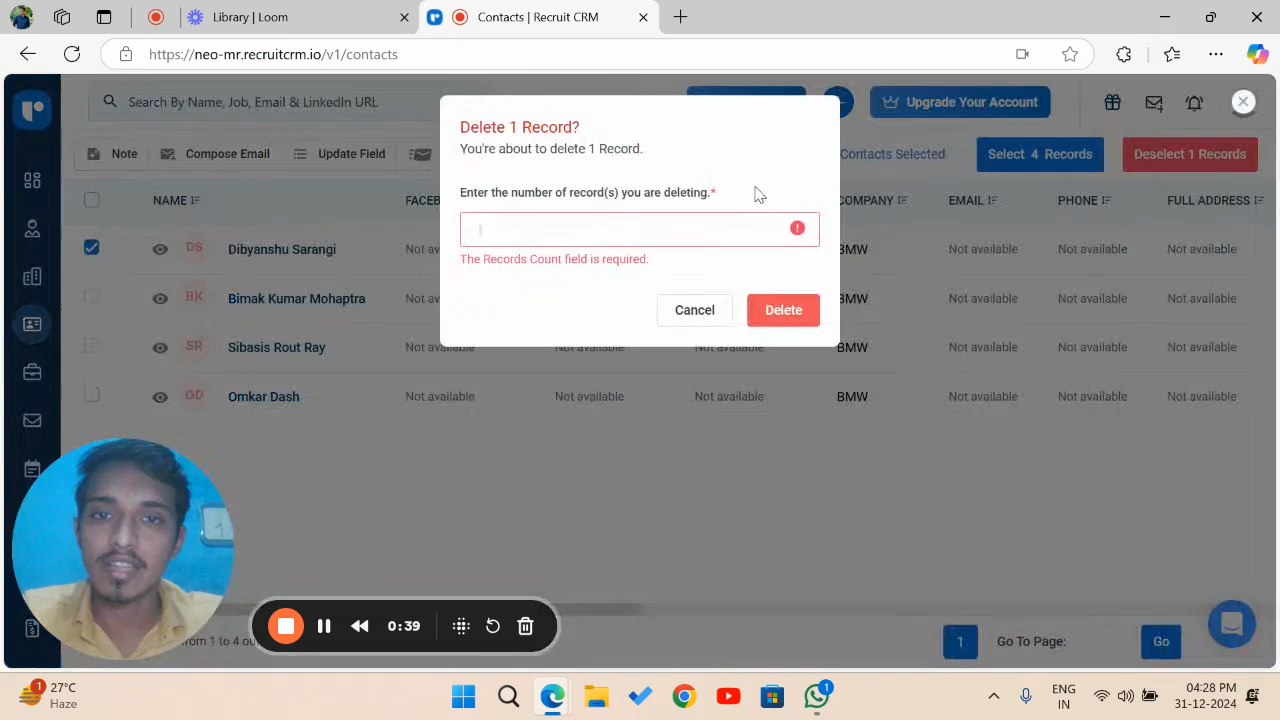 Library | Loom
Contacts | Recruit CRM
https://neo-mr.recruitcrm.io/v1/contacts
Search By Name, Job, Email & LinkedIn URL
Upgrade Your Account
Delete 1 Record?
You're about to delete 1 Record.
Note
Compose Email
Update Field
Contacts Selected
Select 4 Records
Deselect 1 Records
Enter the number of record(s) you are deleting.*
NAME
FACEB
COMPANY
EMAIL
PHONE
FULL ADDRESS
The Records Count field is required.
Cancel
Delete
DS
Dibyanshu Sarangi
Not av
BMW
Not available
Not available
Not available
BK
Bimak Kumar Mohaptra
Not av
BMW
Not available
Not available
Not available
SR
Sibasis Rout Ray
Not available
Not available
Not available
BMW
Not available
Not available
Not available
OD
Omkar Dash
Not available
Not available
Not available
BMW
Not available
Not available
Not available
0:39
from 1 to 4 ou
1
Go To Page:
Go
1
27°C
Haze
1
ENG
IN
04:28 PM
31-12-2024